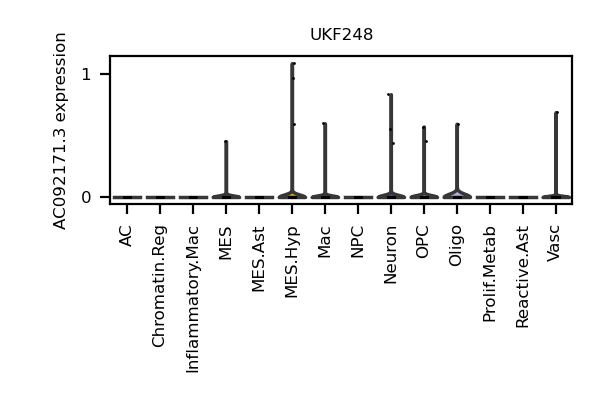 UKF248
AC092171.3 expression
1
0
AC
Chromatin.Reg
Inflammatory.Mac
MES
MES.Ast
MES.Hyp
Mac
NPC
Neuron
OPC
Oligo
Prolif.Metab
Reactive.Ast
Vasc